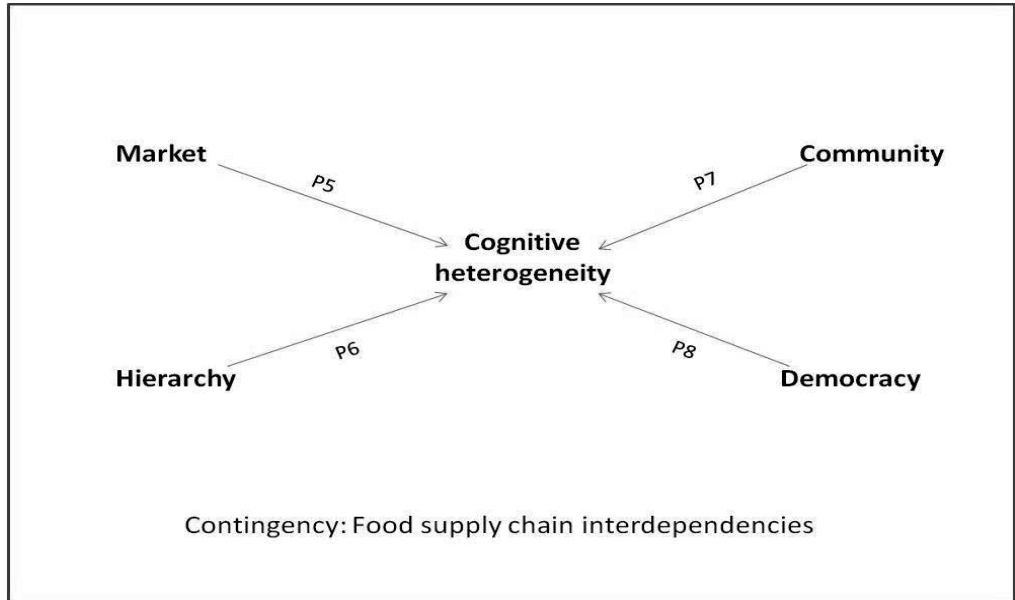 Market
Community
P5
P7
Cognitive
heterogeneity
P6
P8
Hierarchy
Democracy
Contingency: Food supply chain interdependencies